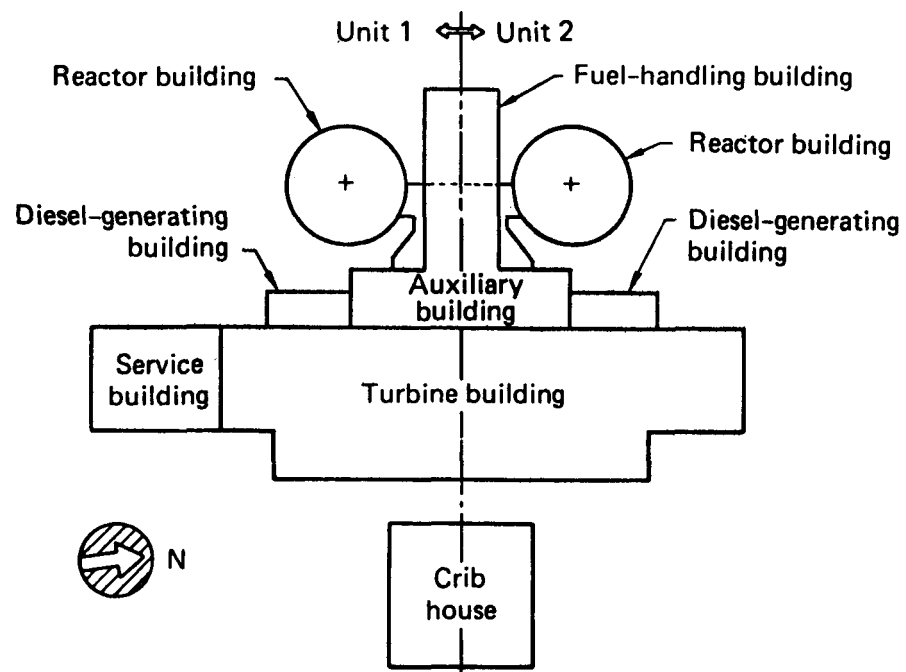 Unit 1
Unit 2
Reactor building
Fuel-handling building
Reactor building
Diesel-generating
building
Diesel-generating
building
Auxiliary
building
Service
building
Turbine building
N
Crib
house